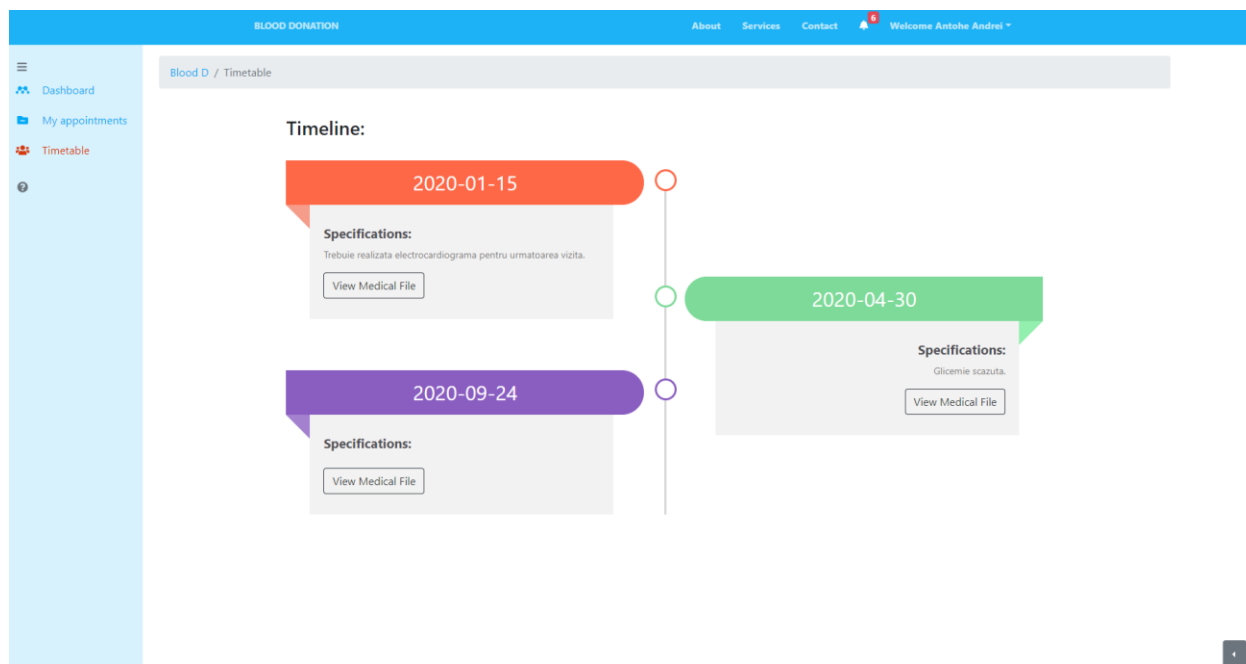 BLOOD DONATION
About Services Contact 6 Welcome Antohe Andrei
Blood D / Timetable
Dashboard
My appointments
Timetable
Timeline:
2020-01-15
Specifications:
Trebuie realizata electrocardiograma pentru urmatoarea vizita.
View Medical File
2020-04-30
Specifications:
Glicemie scazuta.
View Medical File
2020-09-24
Specifications:
View Medical File